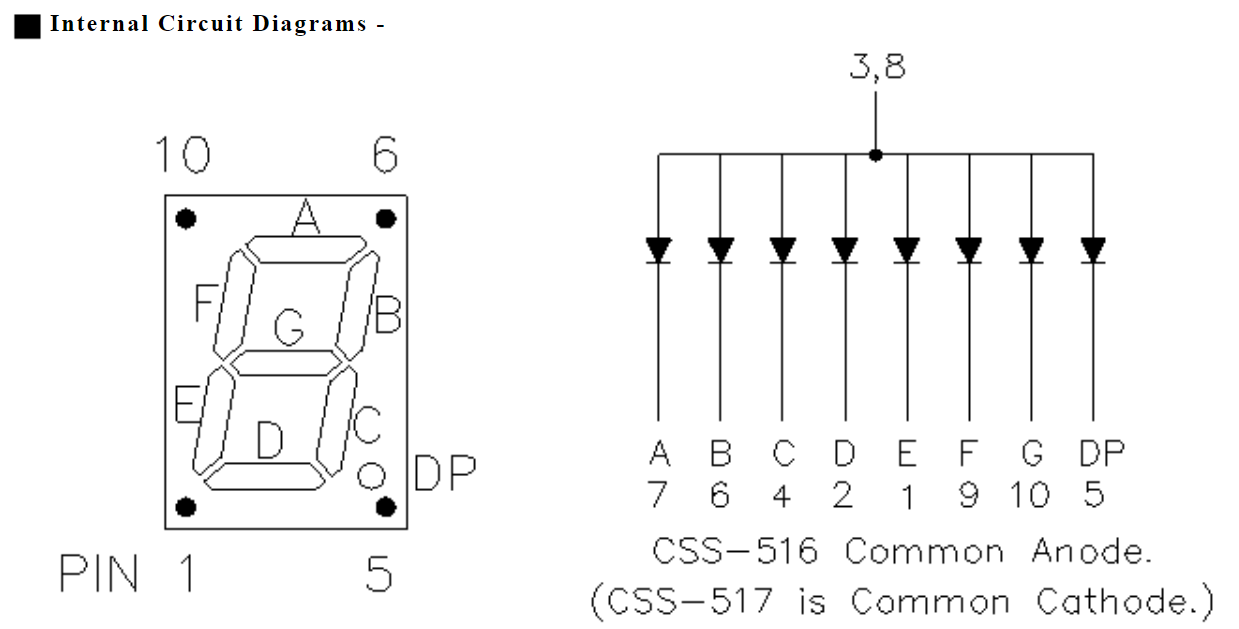 Internal Circuit Diagrams -
3,8
10 6
A
F B
G
E C
D
DP
PIN 1 5
A B C D E F G DP
7 6 4 2 1 9 10 5
CSS-516 Common Anode.
(CSS-517 is Common Cathode.)